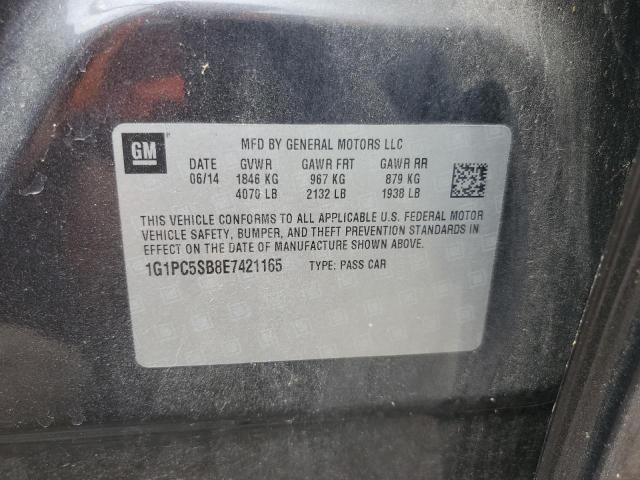 GM
MFD BY GENERAL MOTORS LLC
DATE GVWR GAWR FRT GAWR RR
06/14 1846 KG 967 KG 879 KG
4070 LB 2132 LB 1938 LB
THIS VEHICLE CONFORMS TO ALL APPLICABLE U.S. FEDERAL MOTOR
VEHICLE SAFETY, BUMPER, AND THEFT PREVENTION STANDARDS IN
EFFECT ON THE DATE OF MANUFACTURE SHOWN ABOVE.
1G1PC5SB8E7421165 TYPE: PASS CAR